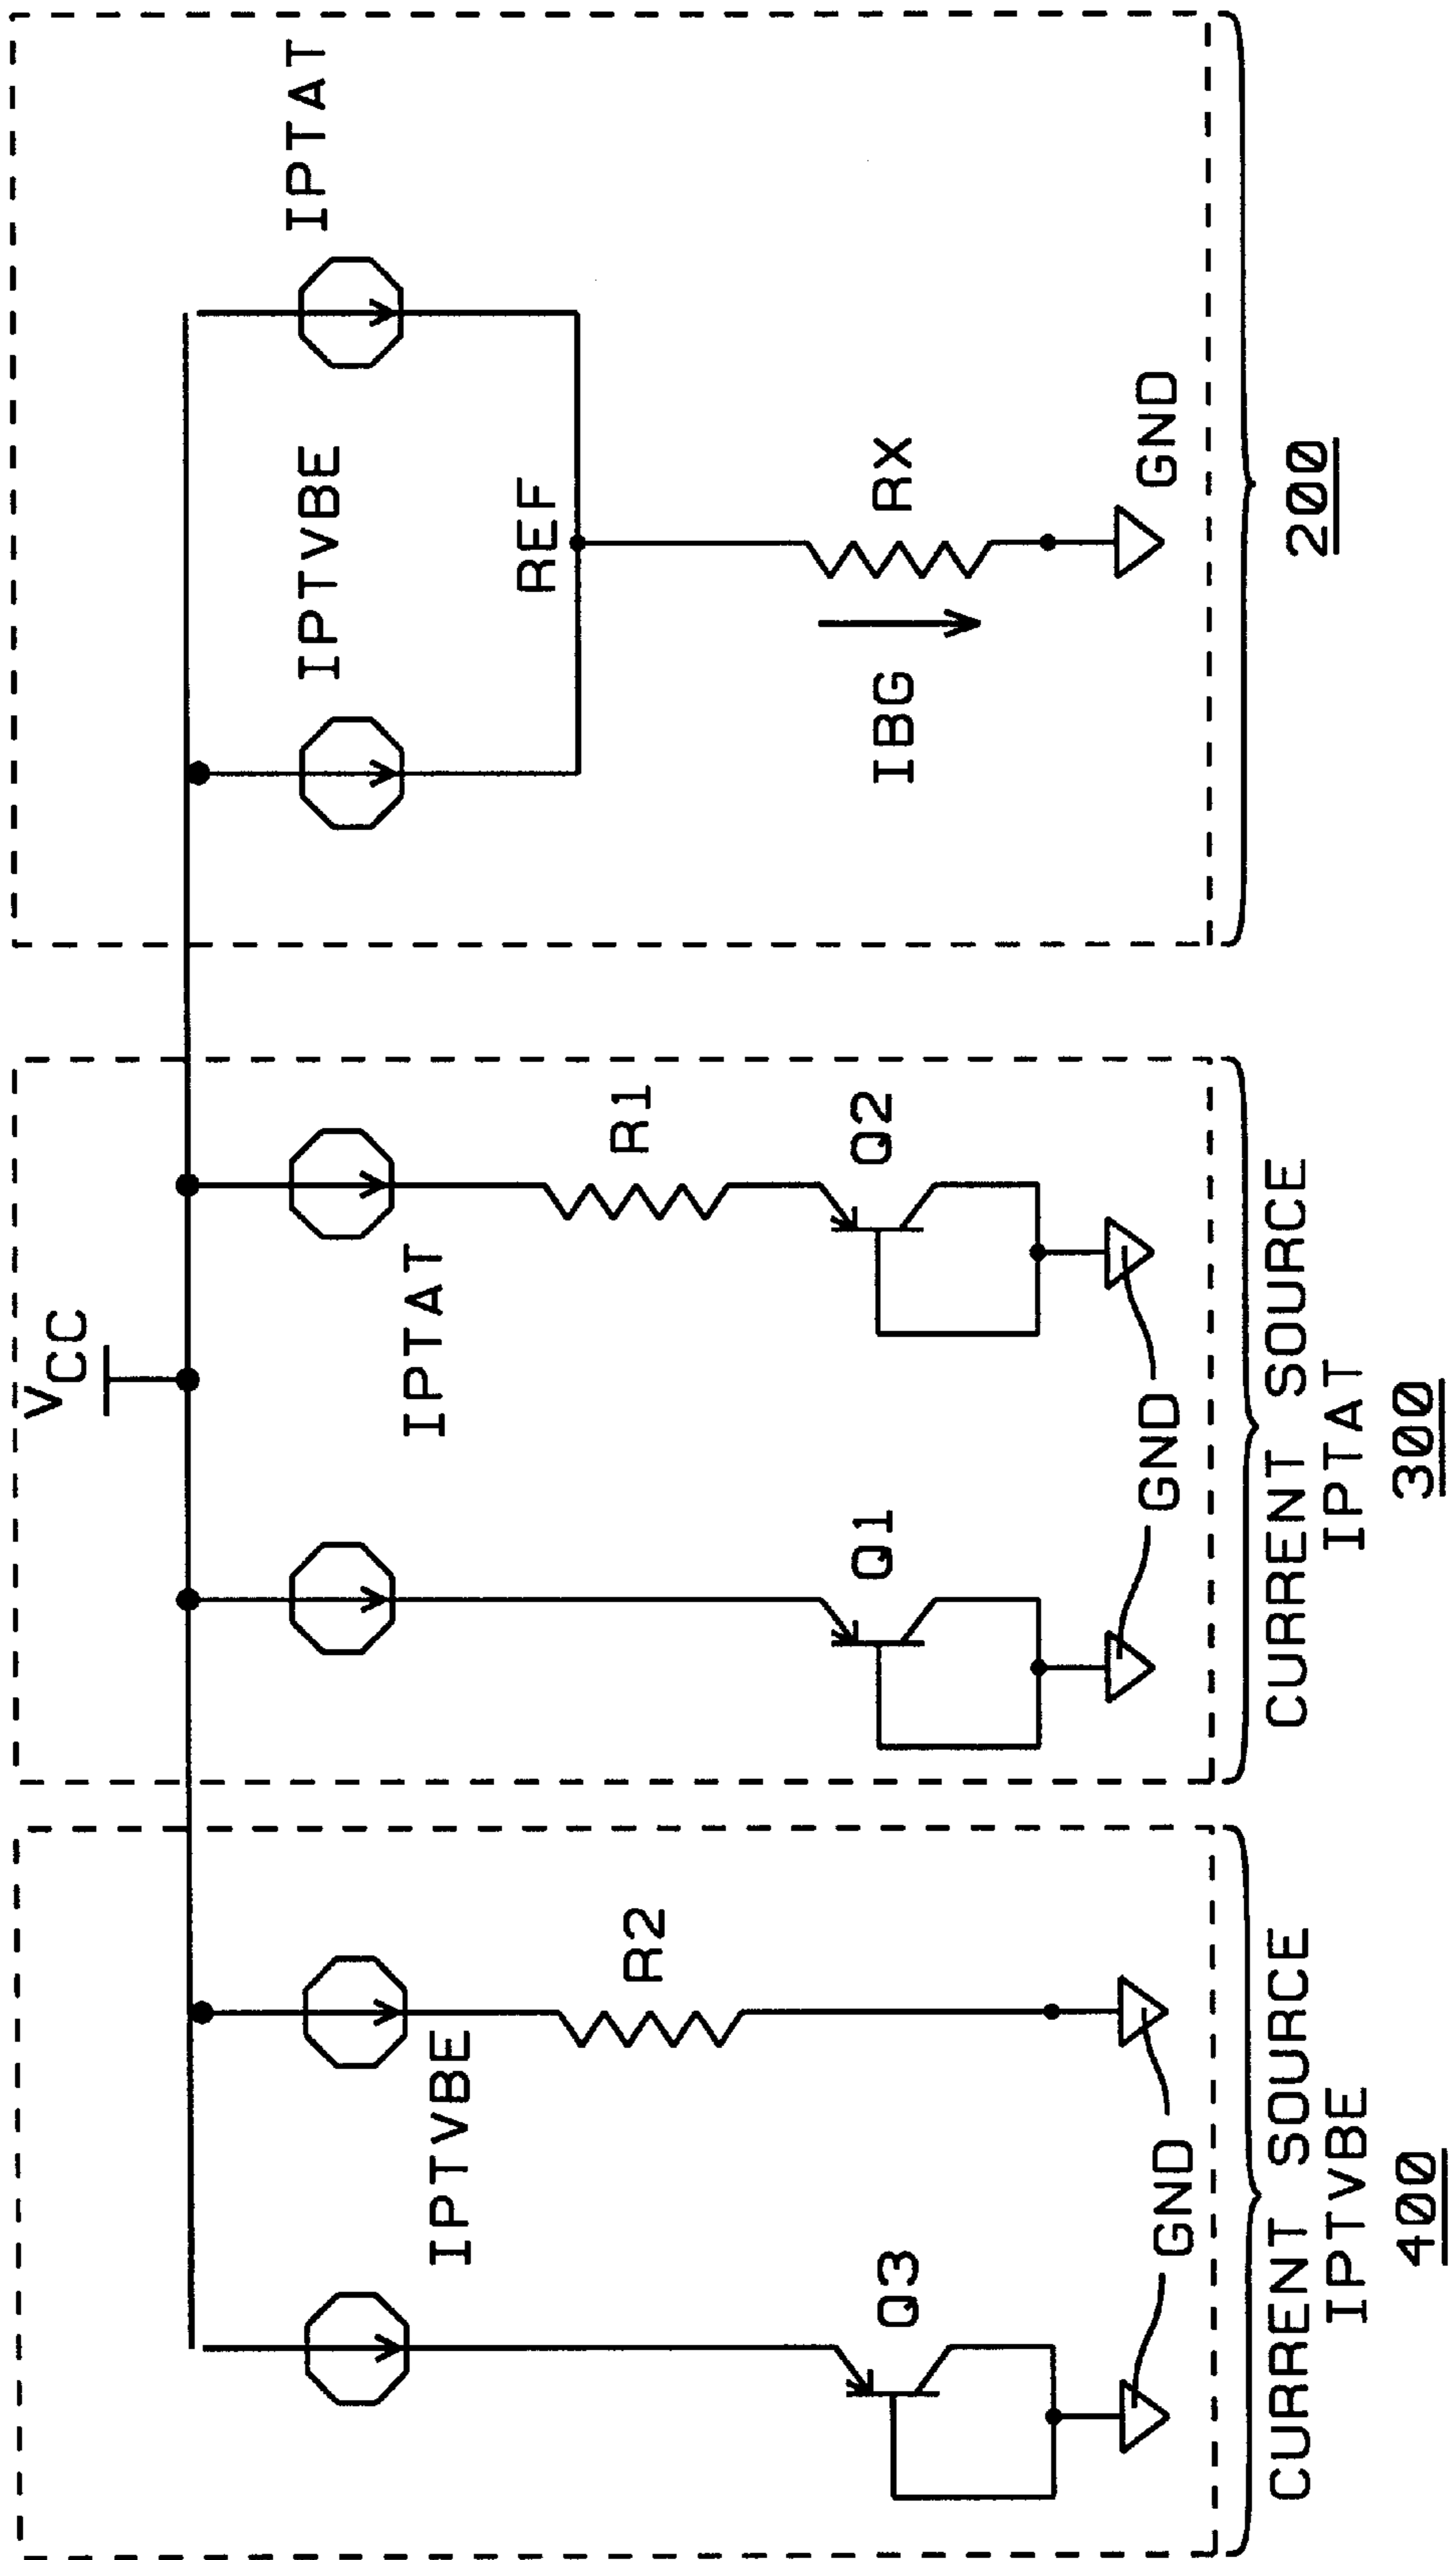 VCC
IPTVBE
R2
Q3
GND
CURRENT SOURCE
IPTVBE
400
IPTAT
R1
Q1
Q2
GND
CURRENT SOURCE
IPTAT
300
IPTVBE
IPTAT
REF
IBG
RX
GND
200